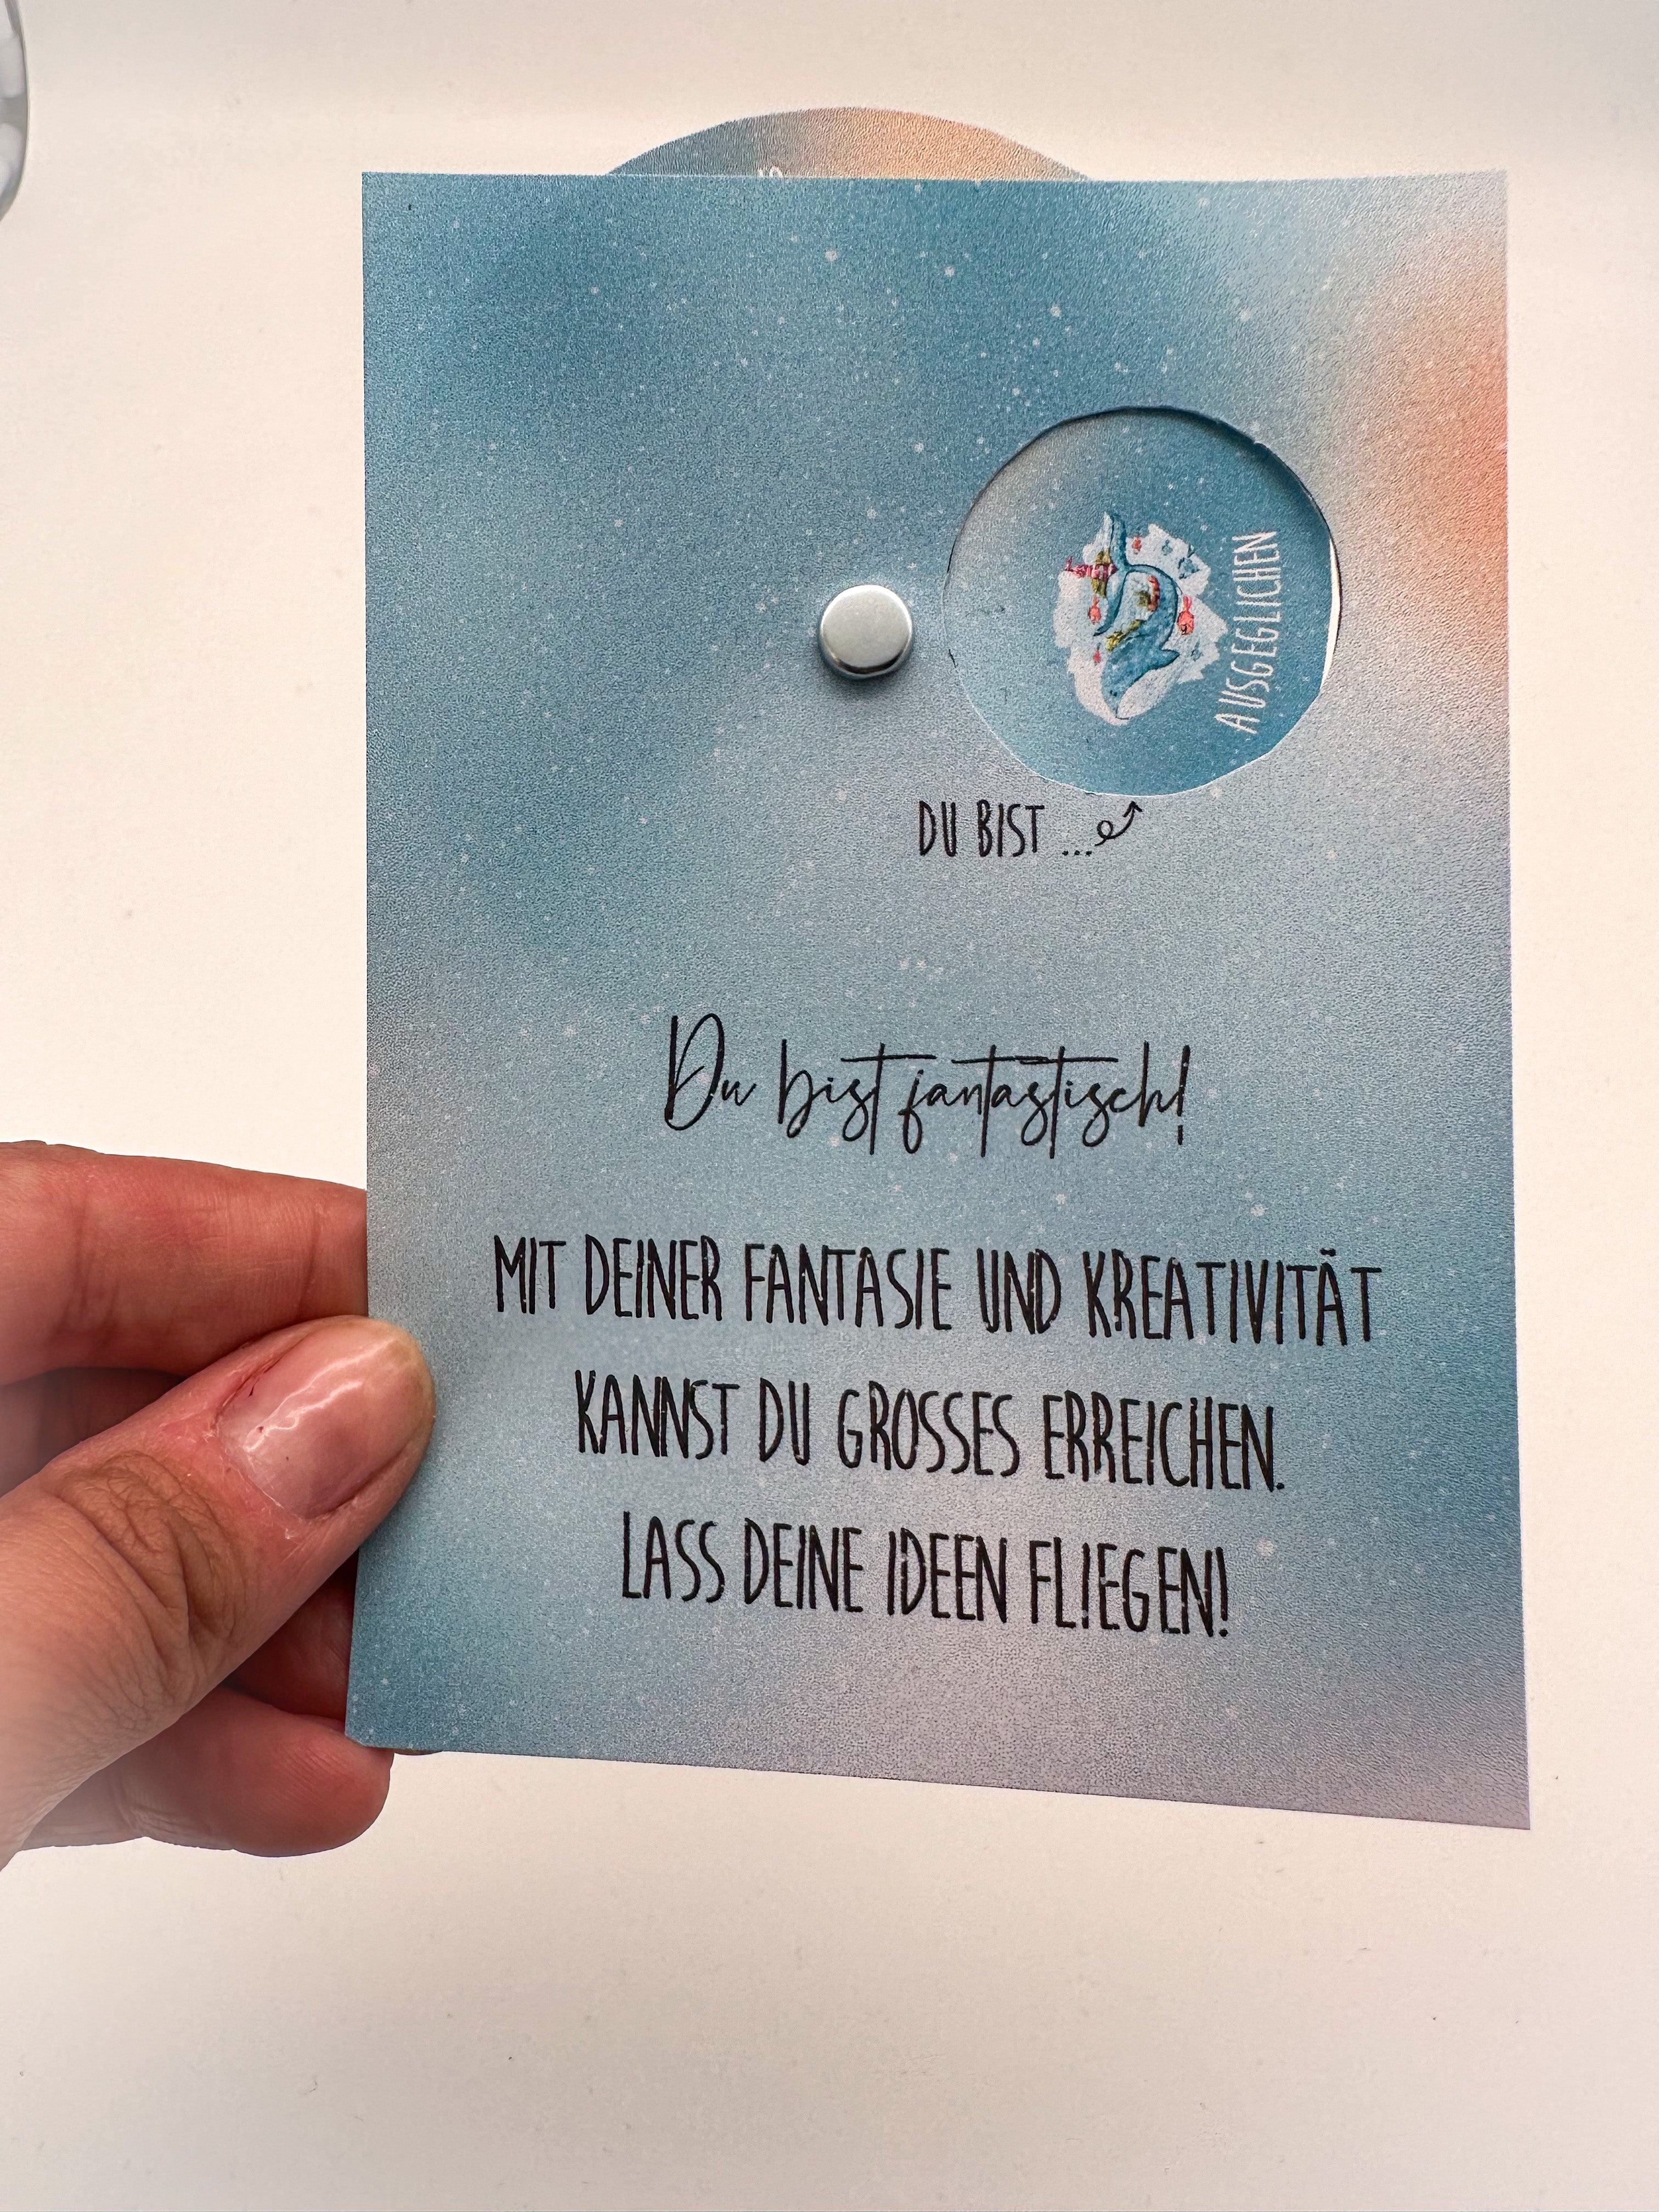 AUSGEGLICHEN
DU BIST ...
Du bist fantastisch!
MIT DEINER FANTASIE UND KREATIVITÄT
KANNST DU GROSSES ERREICHEN.
LASS DEINE IDEEN FLIEGEN!